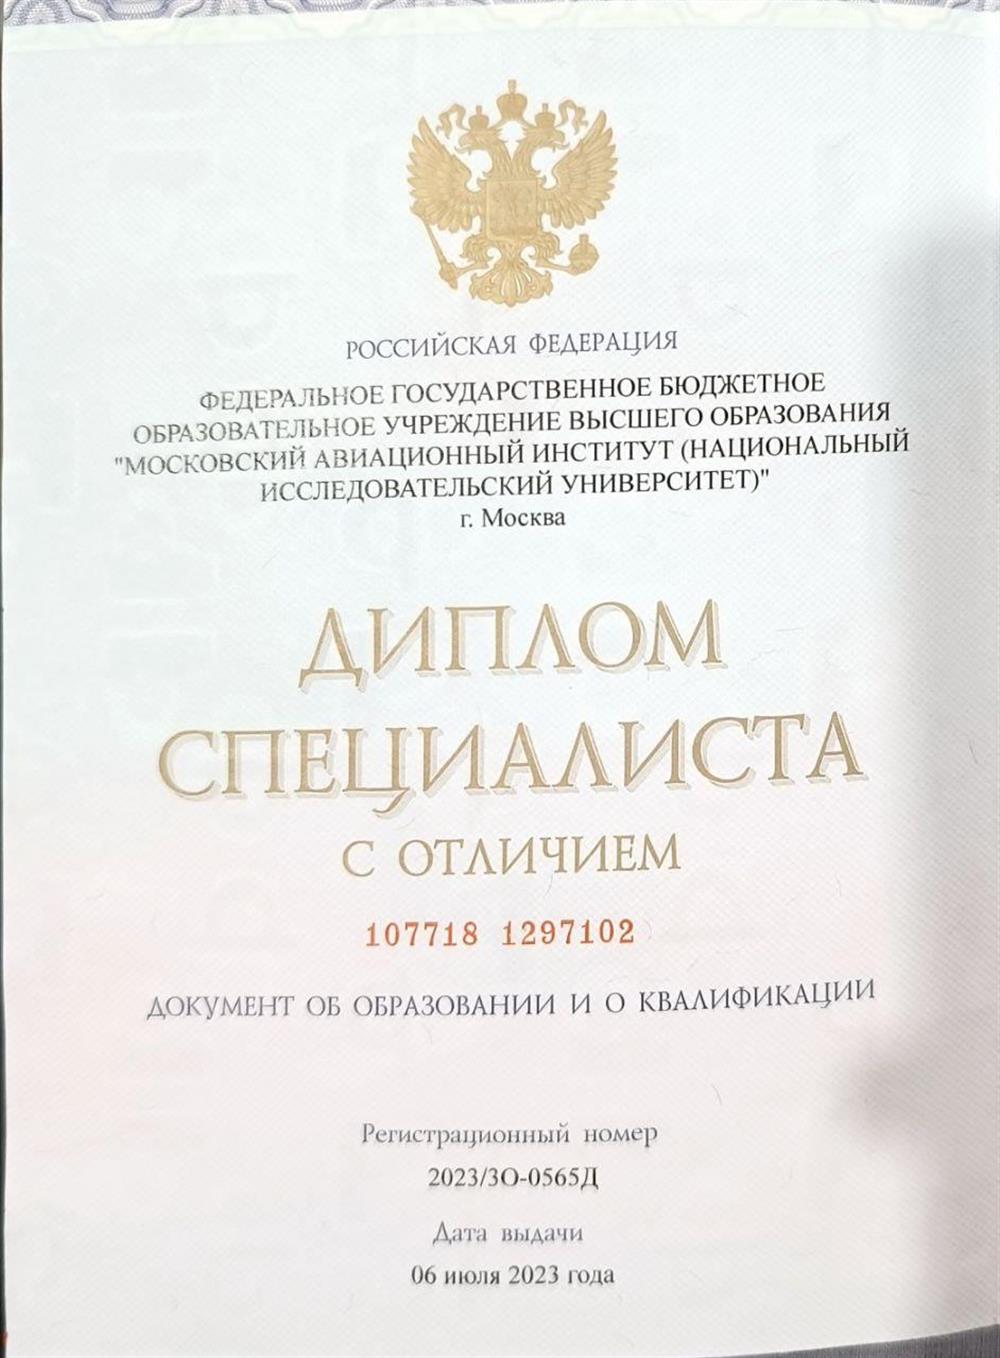 РОССИЙСКАЯ ФЕДЕРАЦИЯ
ФЕДЕРАЛЬНОЕ ГОСУДАРСТВЕННОЕ БЮДЖЕТНОЕ
ОБРАЗОВАТЕЛЬНОЕ УЧРЕЖДЕНИЕ ВЫСШЕГО ОБРАЗОВАНИЯ
"МОСКОВСКИЙ АВИАЦИОННЫЙ ИНСТИТУТ (НАЦИОНАЛЬНЫЙ
ИССЛЕДОВАТЕЛЬСКИЙ УНИВЕРСИТЕТ)"
г. Москва
ДИПЛОМ
СПЕЦИАЛИСТА
С ОТЛИЧИЕМ
107718 1297102
ДОКУМЕНТ ОБ ОБРАЗОВАНИИ И О КВАЛИФИКАЦИИ
Регистрационный номер
2023/ЗО-0565Д
Дата выдачи
06 июля 2023 года